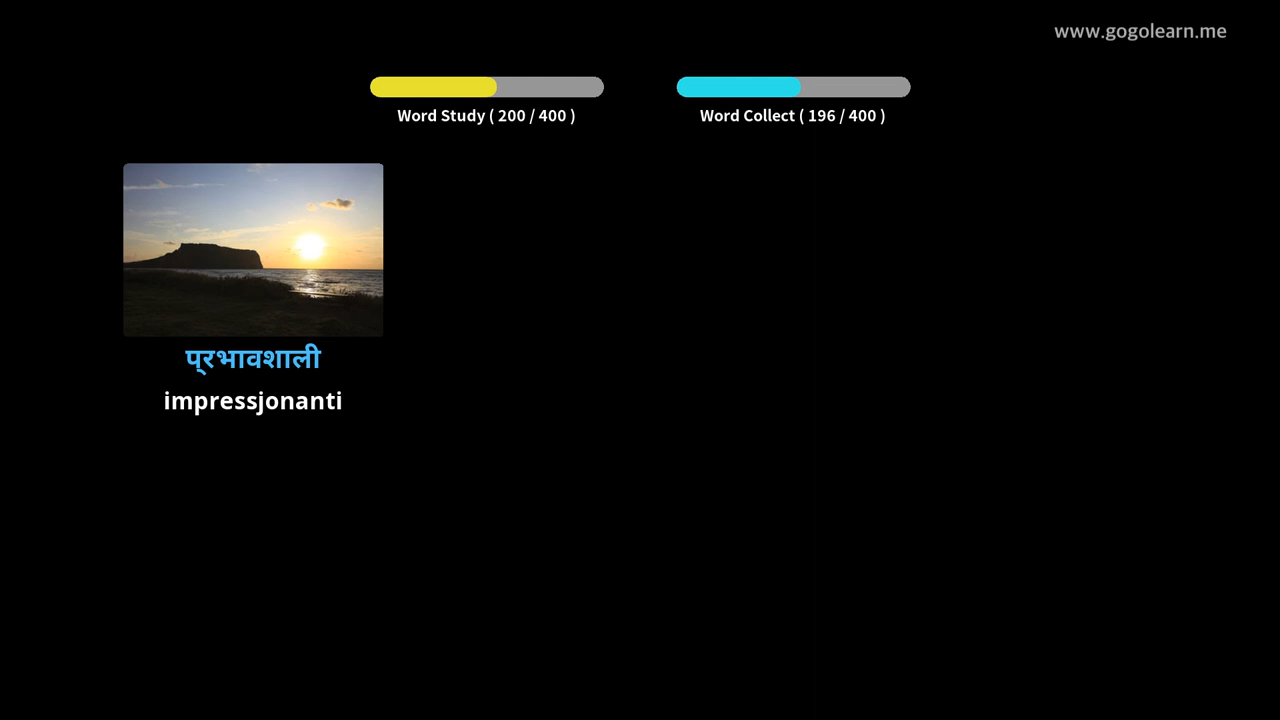 www.gogolearn.me
Word Study ( 200 / 400 )
Word Collect ( 196 / 400 )
प्रभावशाली
impressjonanti